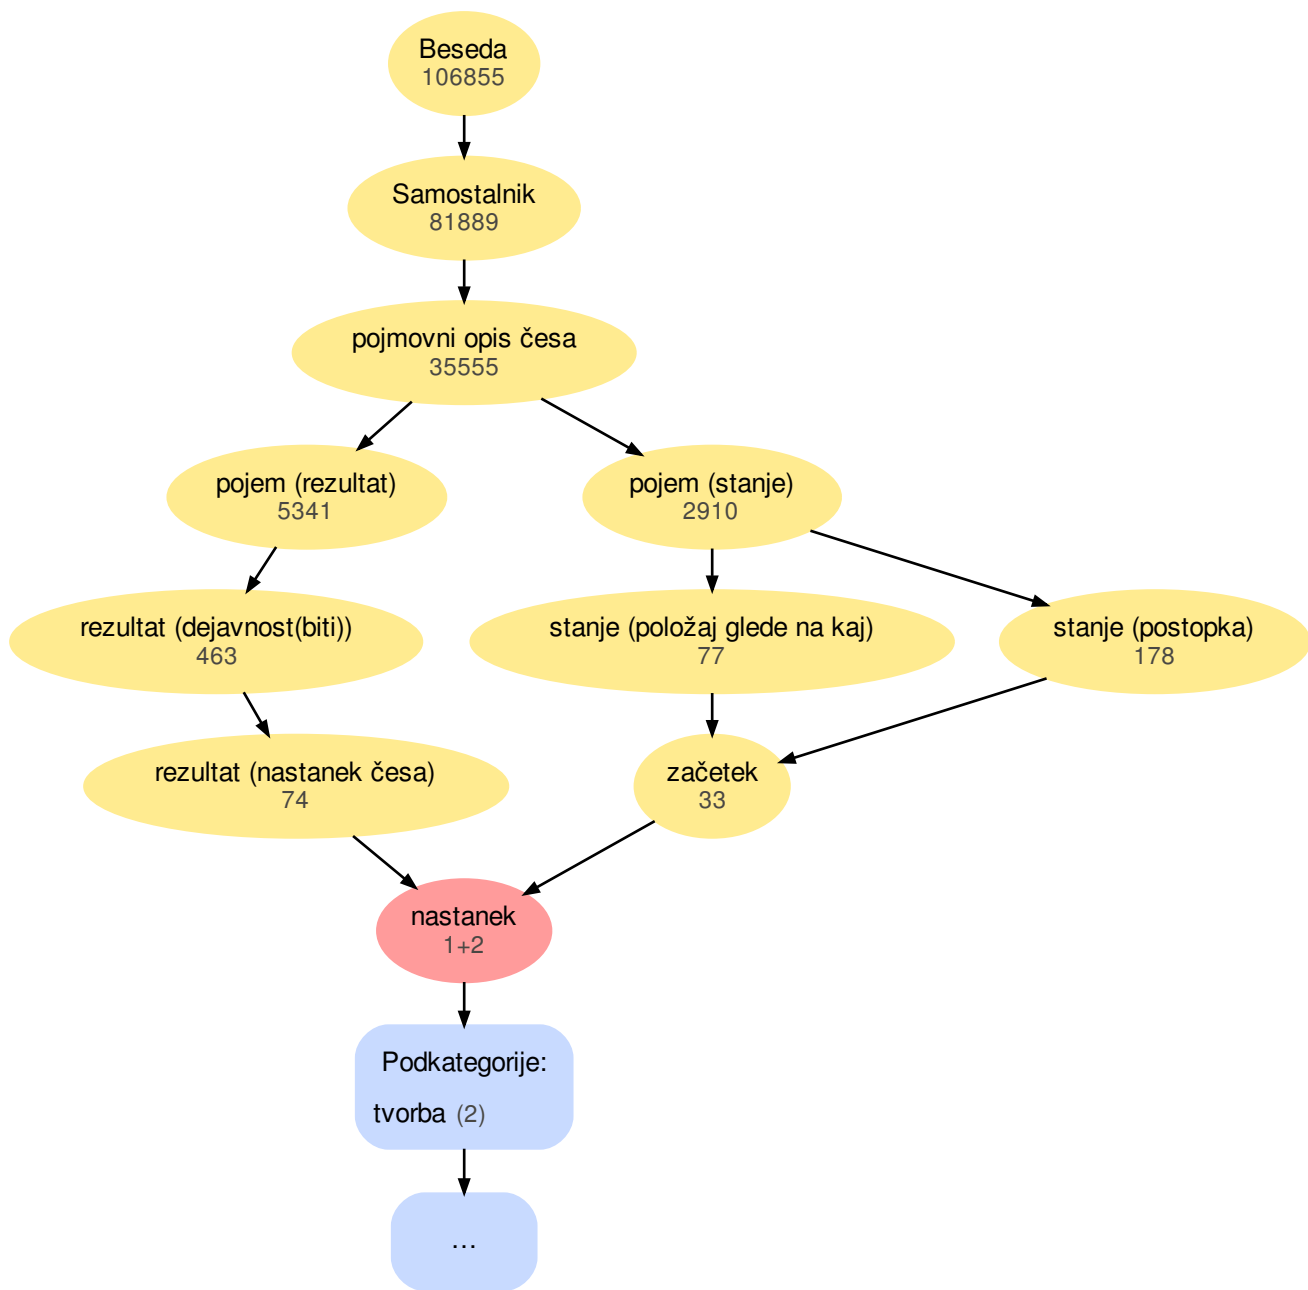 Beseda
106855
Samostalnik
81889
pojmovni opis česa
35555
pojem (rezultat)
5341
pojem (stanje)
2910
rezultat (dejavnost(biti))
463
stanje (položaj glede na kaj)
77
stanje (postopka)
178
rezultat (nastanek česa)
74
začetek
33
nastanek
1+2
Podkategorije:
tvorba (2)
...